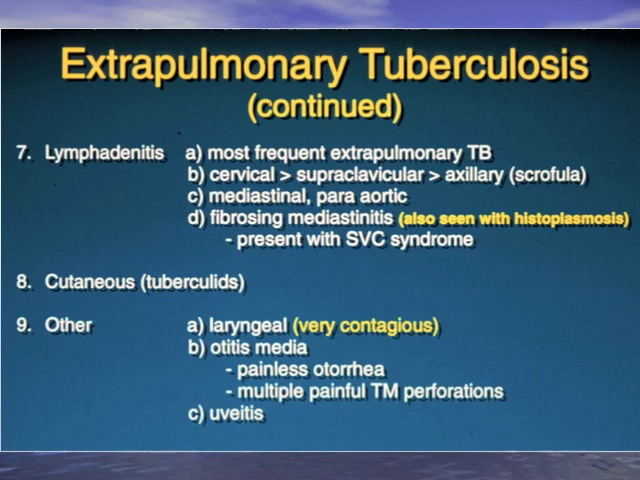 Extrapulmonary Tuberculosis
(continued)
7. Lymphadenitis a) most frequent extrapulmonary TB
b) cervical > supraclavicular > axillary (scrofula)
c) mediastinal, para aortic
d) fibrosing mediastinitis (also seen with histoplasmosis)
- present with SVC syndrome
8. Cutaneous (tuberculids)
9. Other a) laryngeal (very contagious)
b) otitis media
- painless otorrhea
- multiple painful TM perforations
c) uveitis